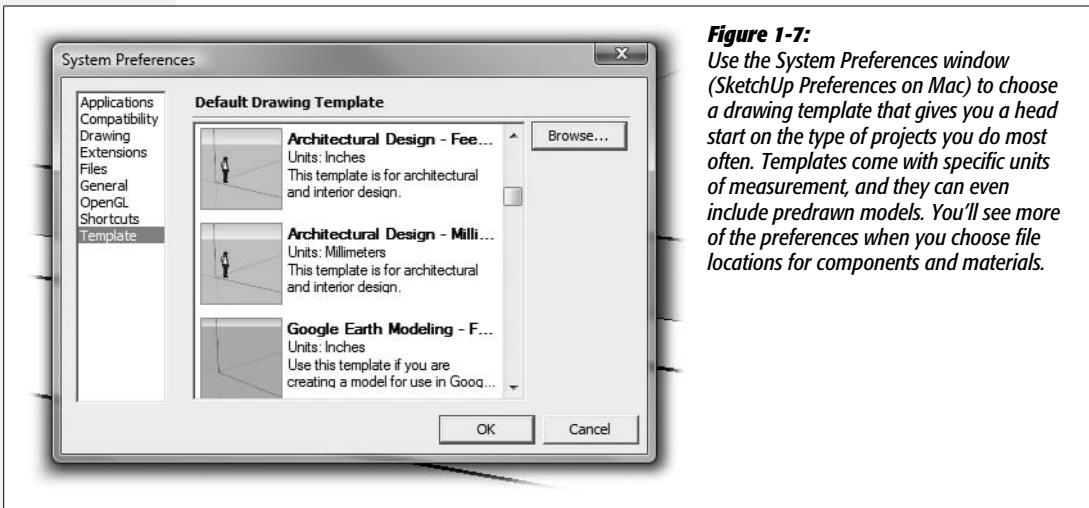 System Preferences
Applications
Compatibility
Drawing
Extensions
Files
General
OpenGL
Shortcuts
Template
Default Drawing Template
Architectural Design - Fee...
Units: Inches
This template is for architectural
and interior design.
Architectural Design - Milli...
Units: Millimeters
This template is for architectural
and interior design.
Google Earth Modeling - F...
Units: Inches
Use this template if you are
creating a model for use in Goog...
Browse...
OK
Cancel
Figure 1-7:
Use the System Preferences window
(SketchUp Preferences on Mac) to choose
a drawing template that gives you a head
start on the type of projects you do most
often. Templates come with specific units
of measurement, and they can even
include predrawn models. You'll see more
of the preferences when you choose file
locations for components and materials.